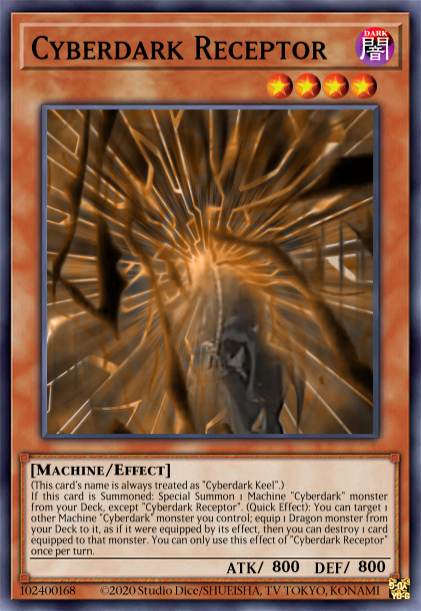 CYBERDARK RECEPTOR
DARK
闇
[MACHINE/EFFECT]
(This card's name is always treated as "Cyberdark Keel".)
If this card is Summoned: Special Summon 1 Machine "Cyberdark" monster
from your Deck, except "Cyberdark Receptor". (Quick Effect): You can target 1
other Machine "Cyberdark" monster you control; equip 1 Dragon monster from
your Deck to it, as if it were equipped by its effect, then you can destroy 1 card
equipped to that monster. You can only use this effect of "Cyberdark Receptor"
once per turn.
ATK/ 800 DEF/ 800
102400168 ©2020 Studio Dice/SHUEISHA, TV TOKYO, KONAMI